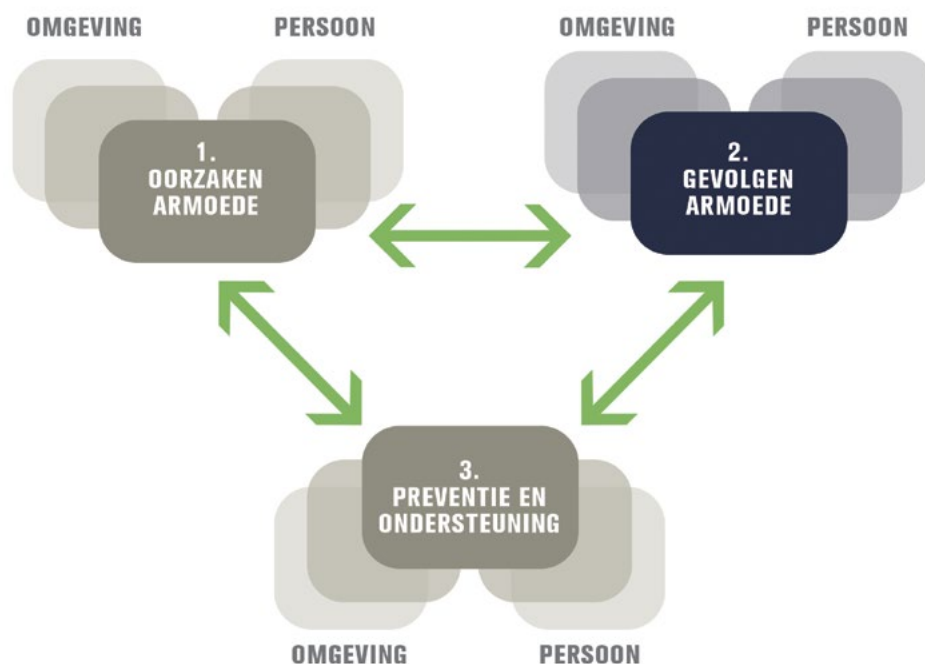 OMGEVING
PERSOON
OMGEVING
PERSOON
1.
OORZAKEN
ARMOEDE
2.
GEVOLGEN
ARMOEDE
3.
PREVENTIE EN
ONDERSTEUNING
OMGEVING
PERSOON